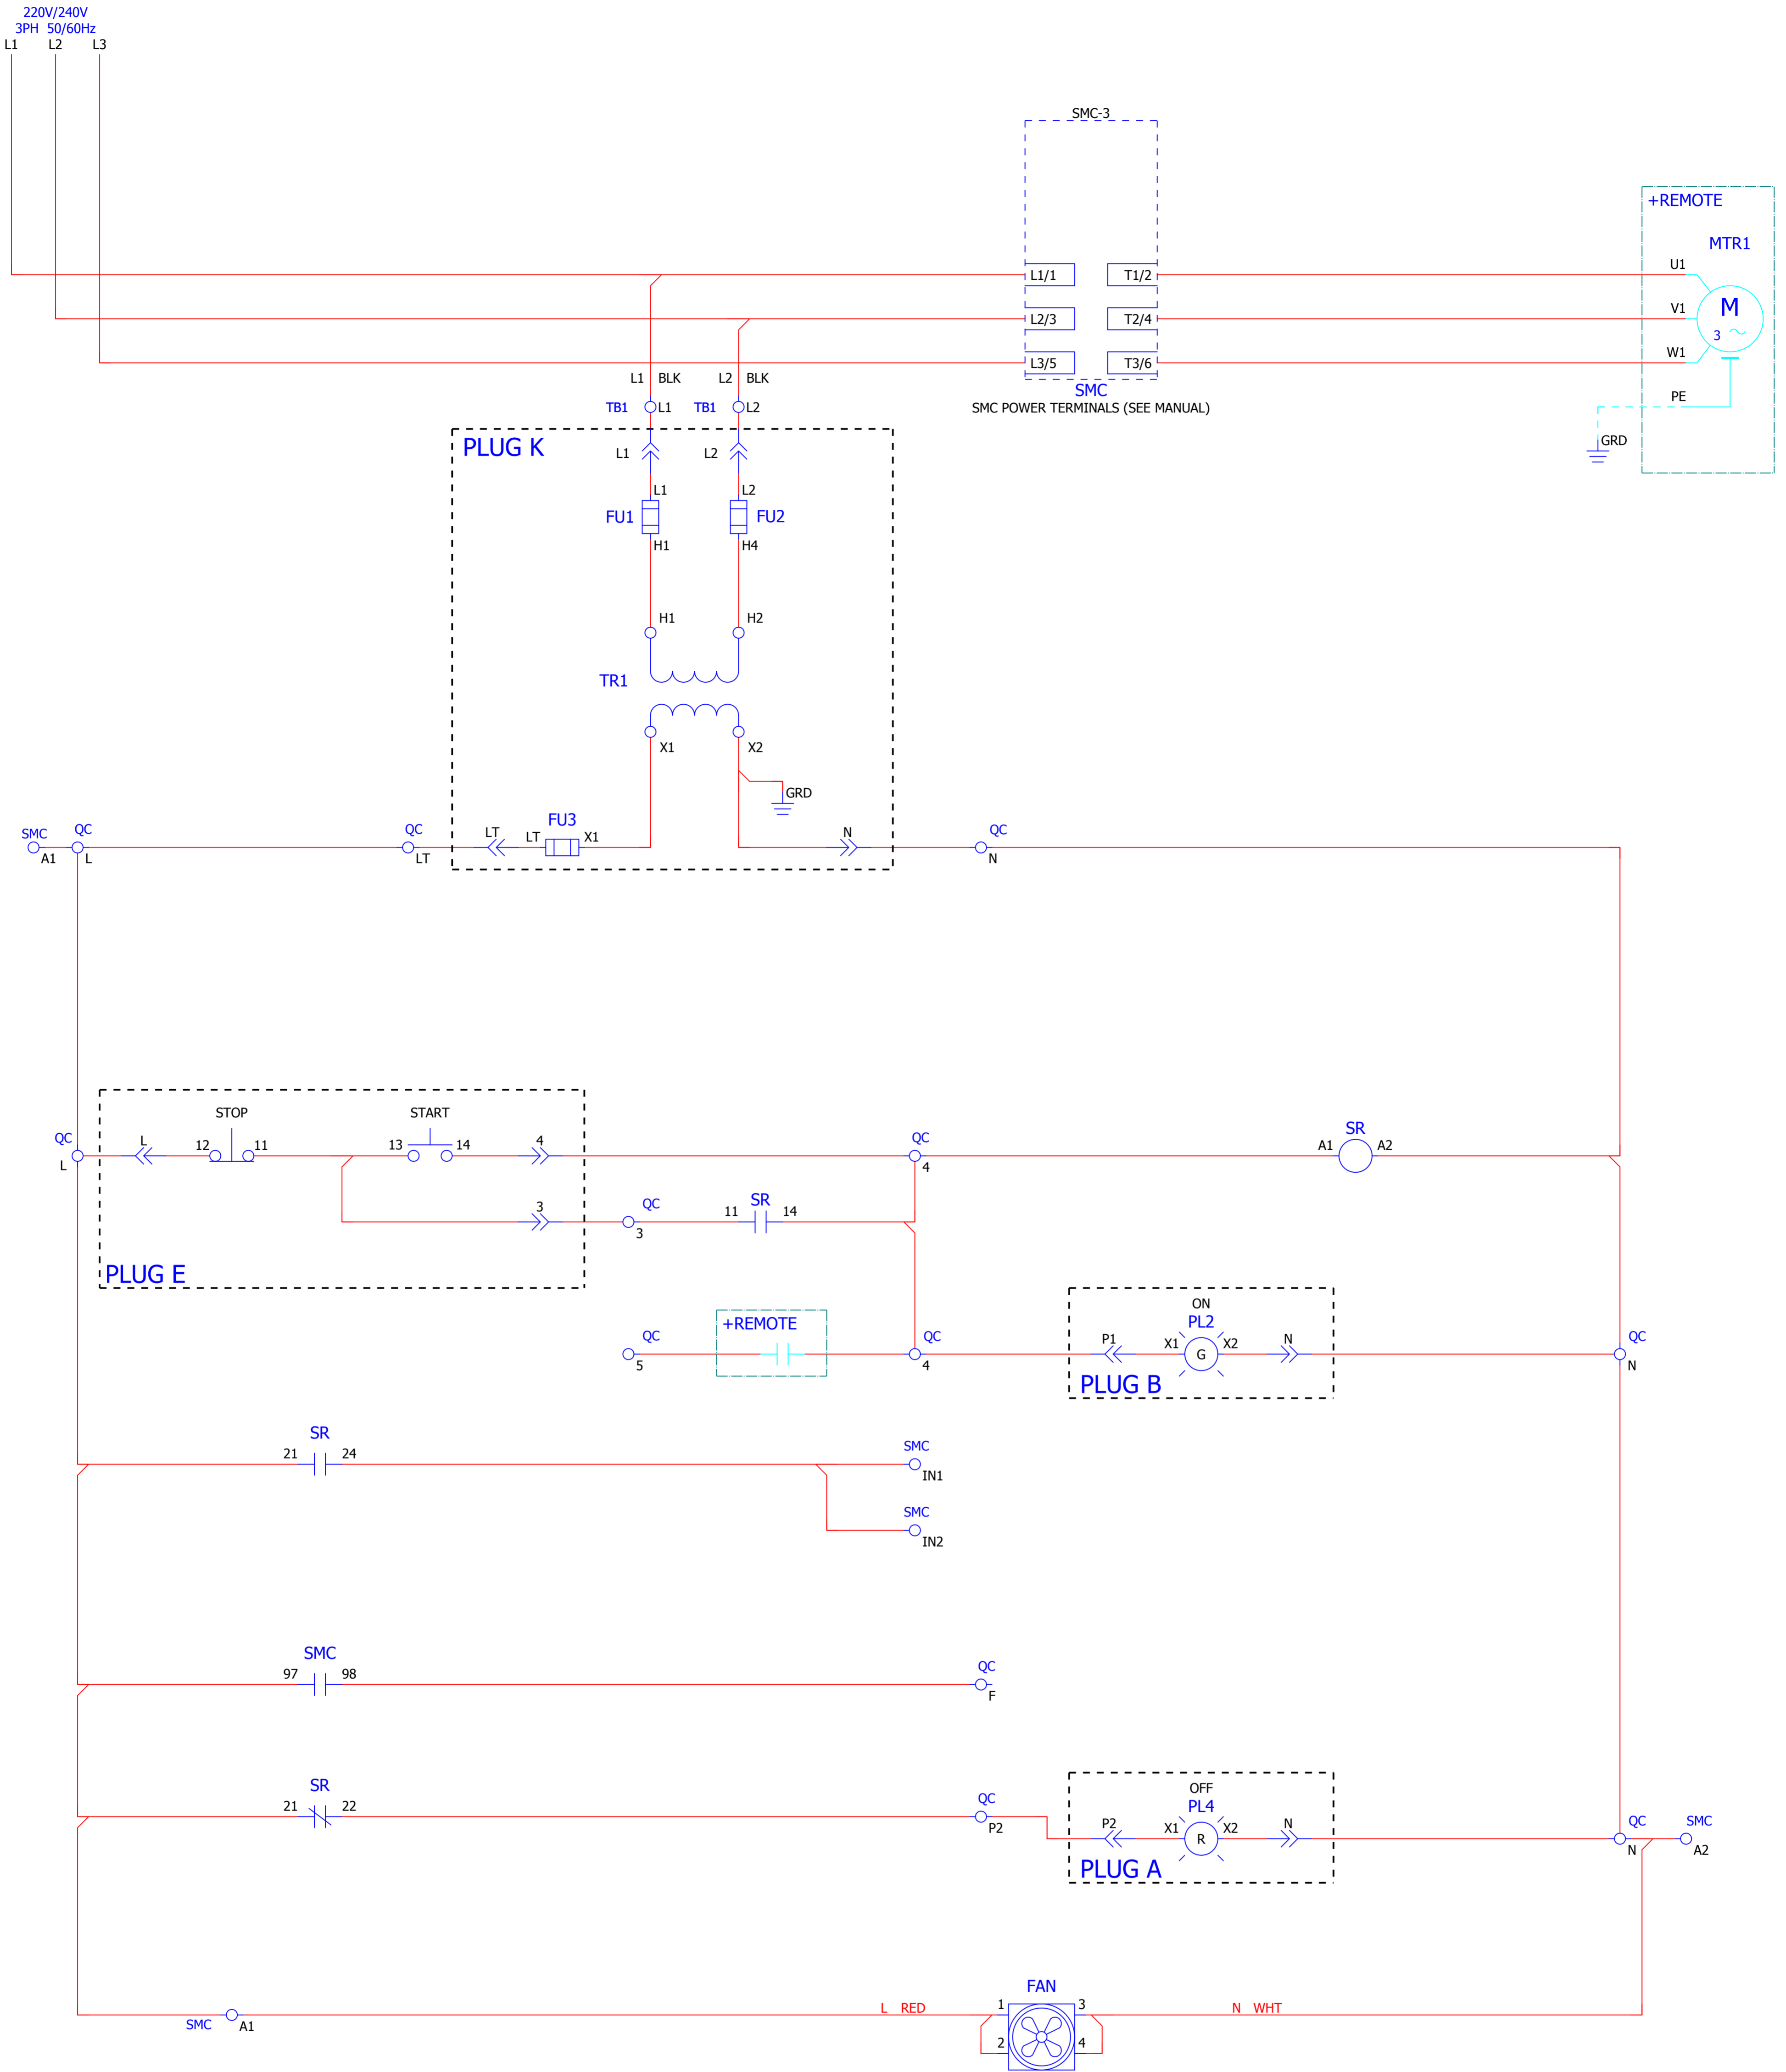 220V/240V
3PH 50/60Hz
L1 L2 L3
SMC-3
+REMOTE
MTR1
L1/1 T1/2 U1
L2/3 T2/4 V1 M
3
L3/5 T3/6 W1
L1 BLK L2 BLK
SMC
SMC POWER TERMINALS (SEE MANUAL)
PE
TB1 L1 TB1 L2
GRD
PLUG K
L1 L2
L1 L2
FU1 FU2
H1 H4
H1 H2
TR1
X1 X2
GRD
FU3
SMC QC QC LT LT X1 N QC
A1 L LT N
STOP START
QC L 12 11 13 14 4 QC SR
A1 A2
L 4
3 QC 11 SR 14
3
PLUG E
ON
+REMOTE PL2
QC QC P1 X1 X2 N QC
G
5 4 N
PLUG B
SR SMC
21 24
IN1
SMC
IN2
SMC
97 98 QC
F
SR OFF
21 22 QC PL4
P2 P2 X1 X2 N QC SMC
R
N A2
PLUG A
FAN
L RED 1 3 N WHT
SMC A1
2 4